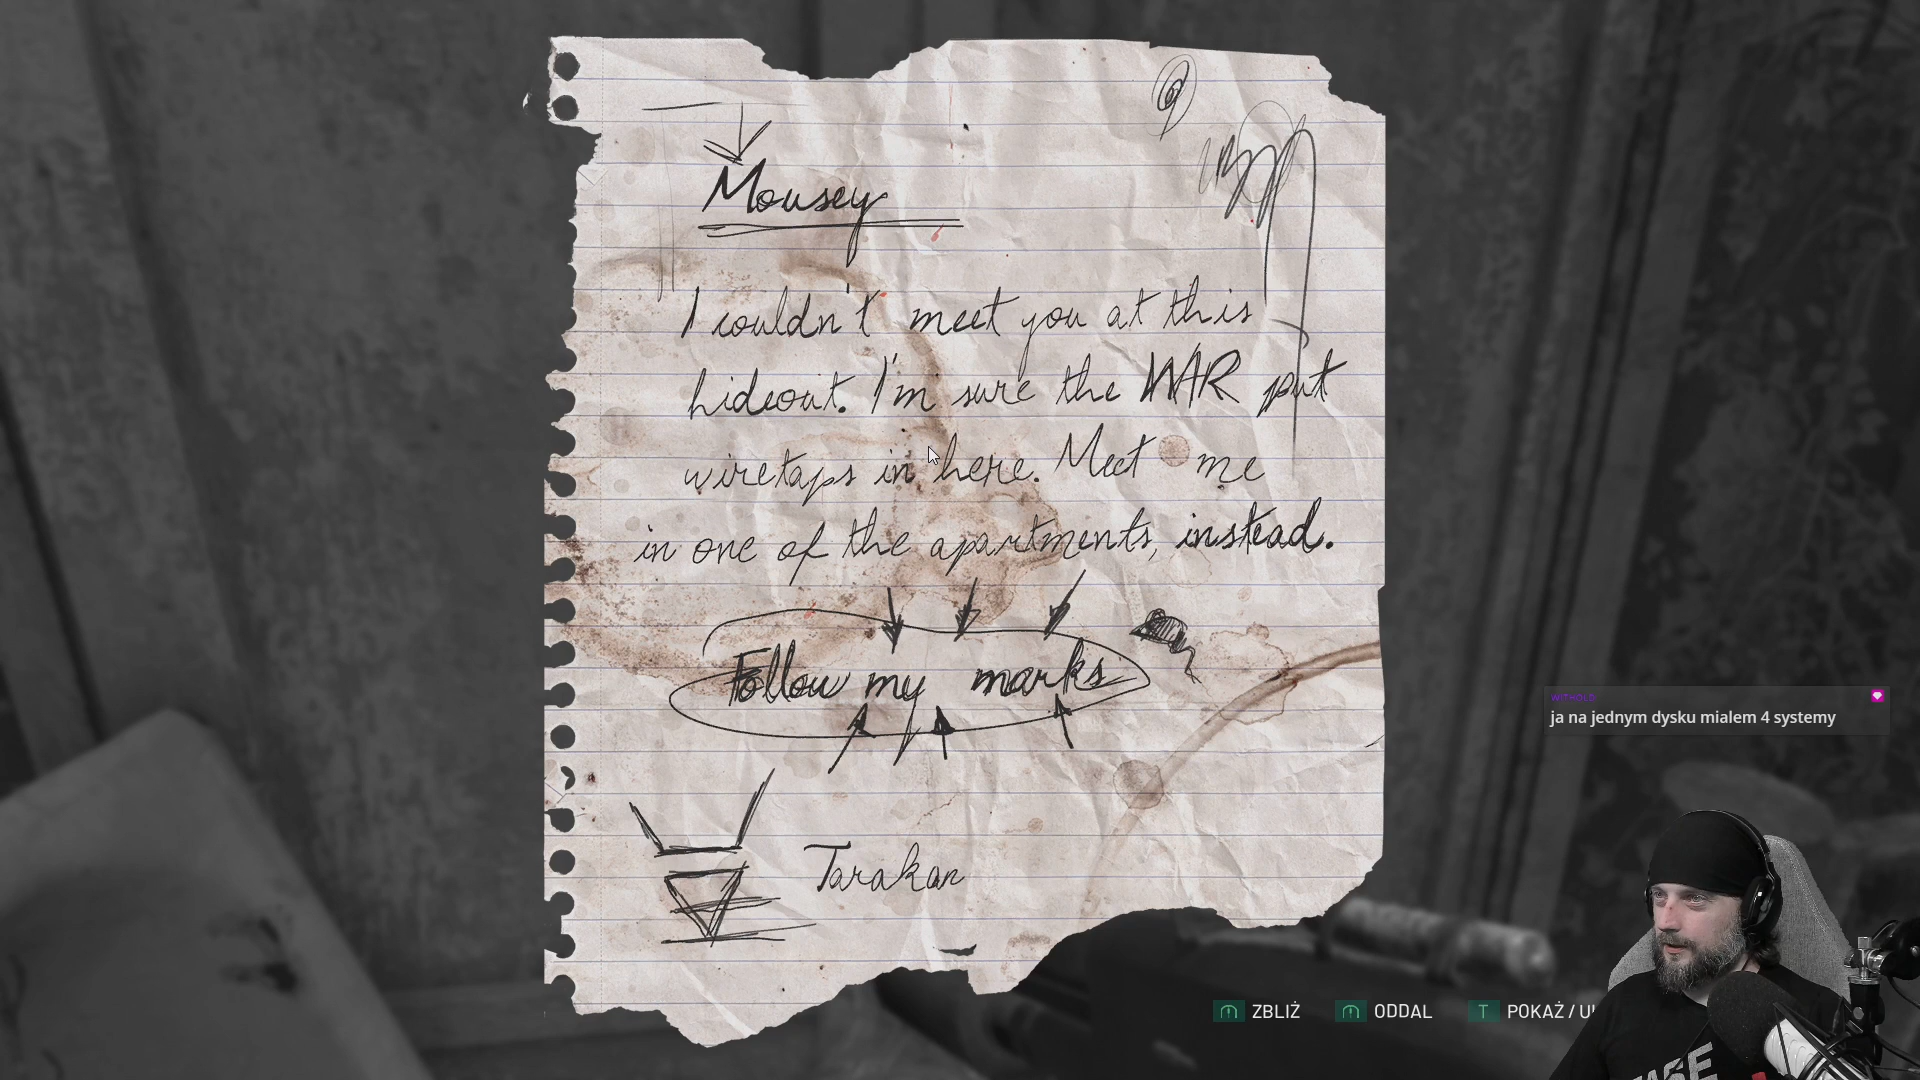 Mousey
I couldn't meet you at this
hideout. I'm sure the WAR put
wiretaps in here. Meet me
in one of the apartments, instead.
Follow my marks
Tarakan
WITHOLD
ja na jednym dysku mialem 4 systemy
ZBLIŻ
ODDAL
T POKAŻ /